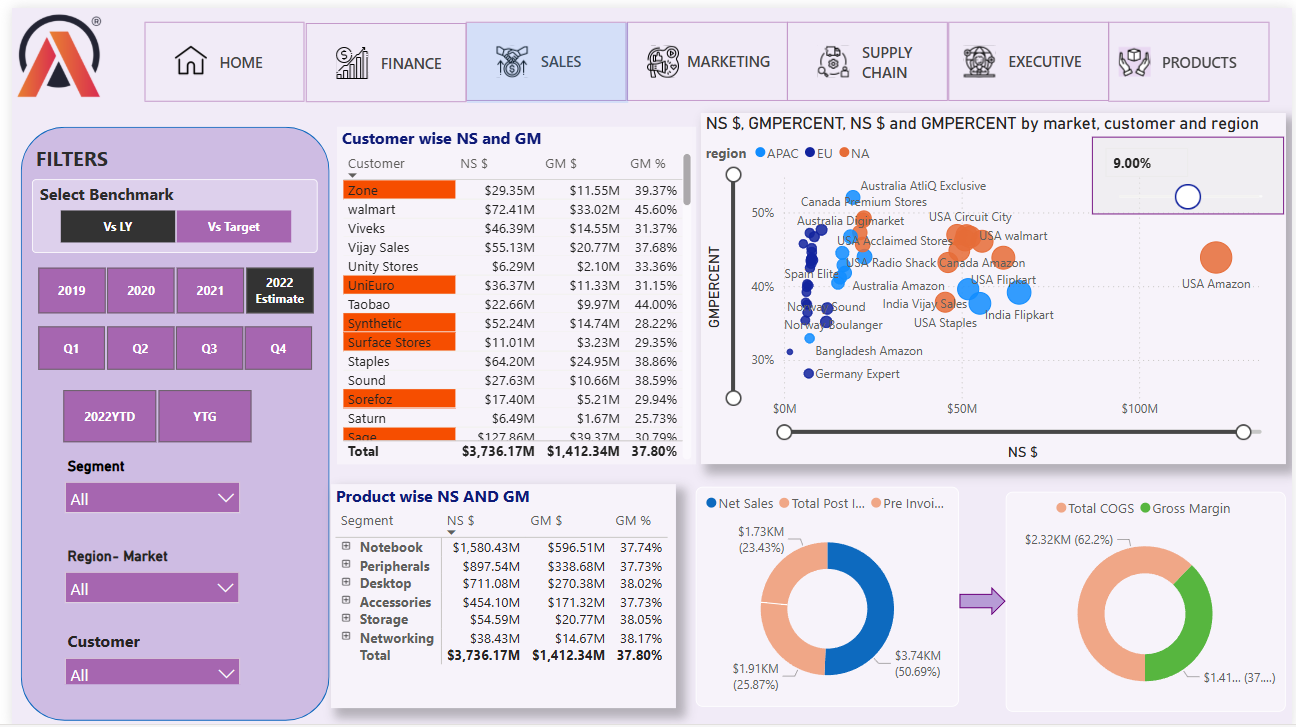 ®
HOME
FINANCE
SALES
MARKETING
SUPPLY
CHAIN
EXECUTIVE
PRODUCTS
FILTERS
Select Benchmark
Vs LY
Vs Target
2019
2020
2021
2022
Estimate
Q1
Q2
Q3
Q4
2022YTD
YTG
Segment
All
Region- Market
All
Customer
All
Customer wise NS and GM
Customer NS $ GM $ GM %
Zone $29.35M $11.55M 39.37%
walmart $72.41M $33.02M 45.60%
Viveks $46.39M $14.55M 31.37%
Vijay Sales $55.13M $20.77M 37.68%
Unity Stores $6.29M $2.10M 33.36%
UniEuro $36.37M $11.33M 31.15%
Taobao $22.66M $9.97M 44.00%
Synthetic $52.24M $14.74M 28.22%
Surface Stores $11.01M $3.23M 29.35%
Staples $64.20M $24.95M 38.86%
Sound $27.63M $10.66M 38.59%
Sorefoz $17.40M $5.21M 29.94%
Saturn $6.49M $1.67M 25.73%
Sage $127.86M $39.37M 30.79%
Total $3,736.17M $1,412.34M 37.80%
NS $, GMPERCENT, NS $ and GMPERCENT by market, customer and region
region APAC EU NA
9.00%
GMPERCENT
50%
40%
30%
Australia AtliQ Exclusive
Canada Premium Stores
Australia Digimarket
USA Circuit City
USA Acclaimed Stores
USA walmart
USA Radio Shack
Canada Amazon
Spain Elite
USA Flipkart
USA Amazon
Australia Amazon
Norway Sound
India Vijay Sales
India Flipkart
Norway Boulanger
USA Staples
Bangladesh Amazon
Germany Expert
$0M $50M $100M
NS $
Product wise NS AND GM
Segment NS $ GM $ GM %
Notebook $1,580.43M $596.51M 37.74%
Peripherals $897.54M $338.68M 37.73%
Desktop $711.08M $270.38M 38.02%
Accessories $454.10M $171.32M 37.73%
Storage $54.59M $20.77M 38.05%
Networking $38.43M $14.67M 38.17%
Total $3,736.17M $1,412.34M 37.80%
Net Sales Total Post I... Pre Invoi...
$1.73KM
(23.43%)
$1.91KM
(25.87%)
$3.74KM
(50.69%)
Total COGS Gross Margin
$2.32KM (62.2%)
$1.41... (37....)